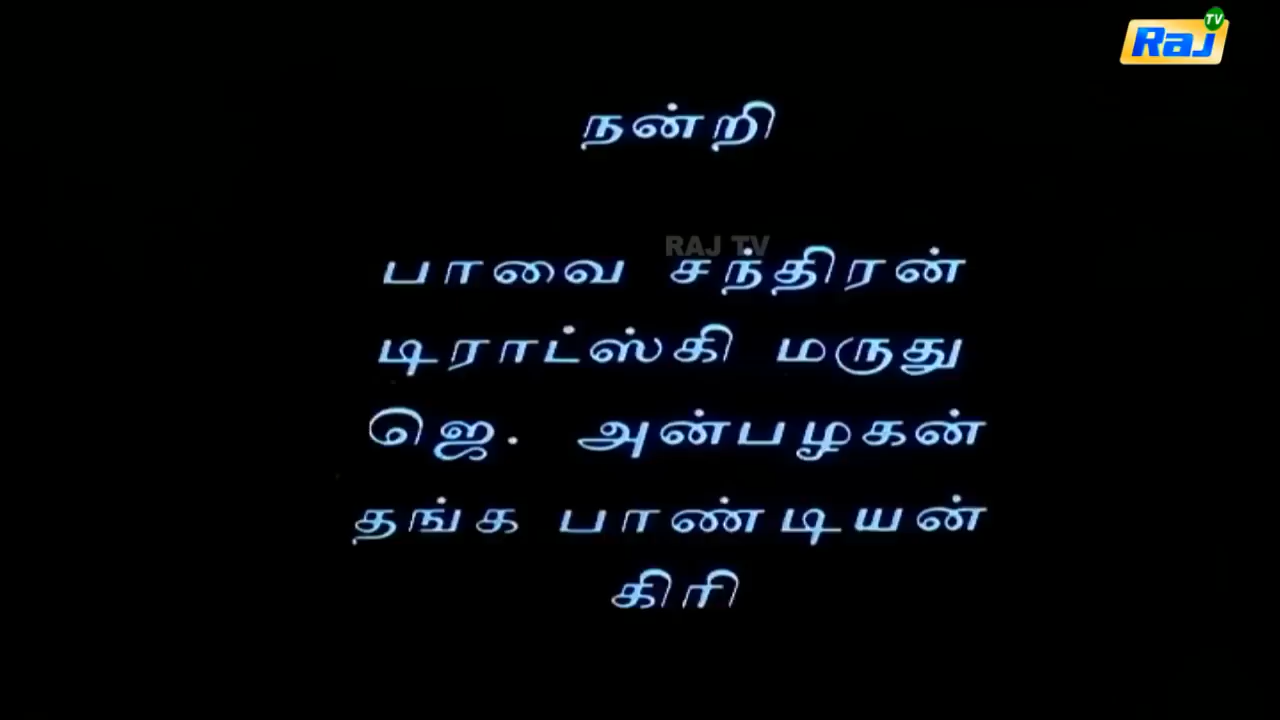 Raj TV
நன்றி
RAJ TV
பாவை சந்திரன்
டிராட்ஸ்கி மருது
ஜெ. அன்பழகன்
தங்க பாண்டியன்
கிரி